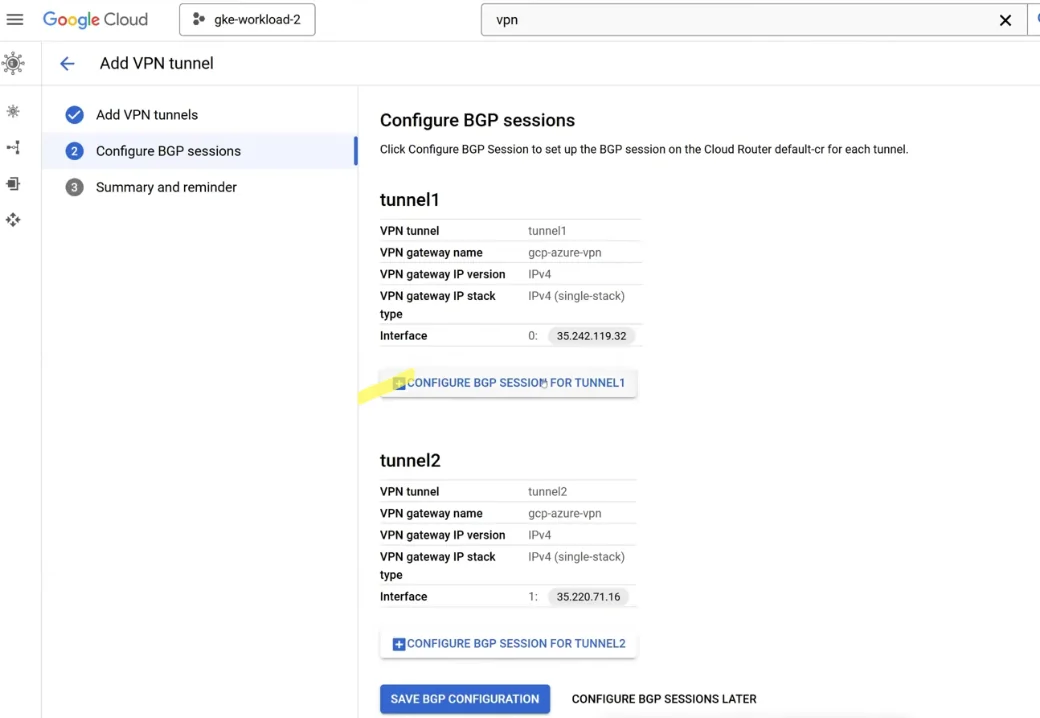 Google Cloud
gke-workload-2
vpn
Add VPN tunnel
Add VPN tunnels
2 Configure BGP sessions
3 Summary and reminder
Configure BGP sessions
Click Configure BGP Session to set up the BGP session on the Cloud Router default-cr for each tunnel.
tunnel1
VPN tunnel tunnel1
VPN gateway name gcp-azure-vpn
VPN gateway IP version IPv4
VPN gateway IP stack IPv4 (single-stack)
type
Interface 0: 35.242.119.32
CONFIGURE BGP SESSION FOR TUNNEL1
tunnel2
VPN tunnel tunnel2
VPN gateway name gcp-azure-vpn
VPN gateway IP version IPv4
VPN gateway IP stack IPv4 (single-stack)
type
Interface 1: 35.220.71.16
CONFIGURE BGP SESSION FOR TUNNEL2
SAVE BGP CONFIGURATION CONFIGURE BGP SESSIONS LATER